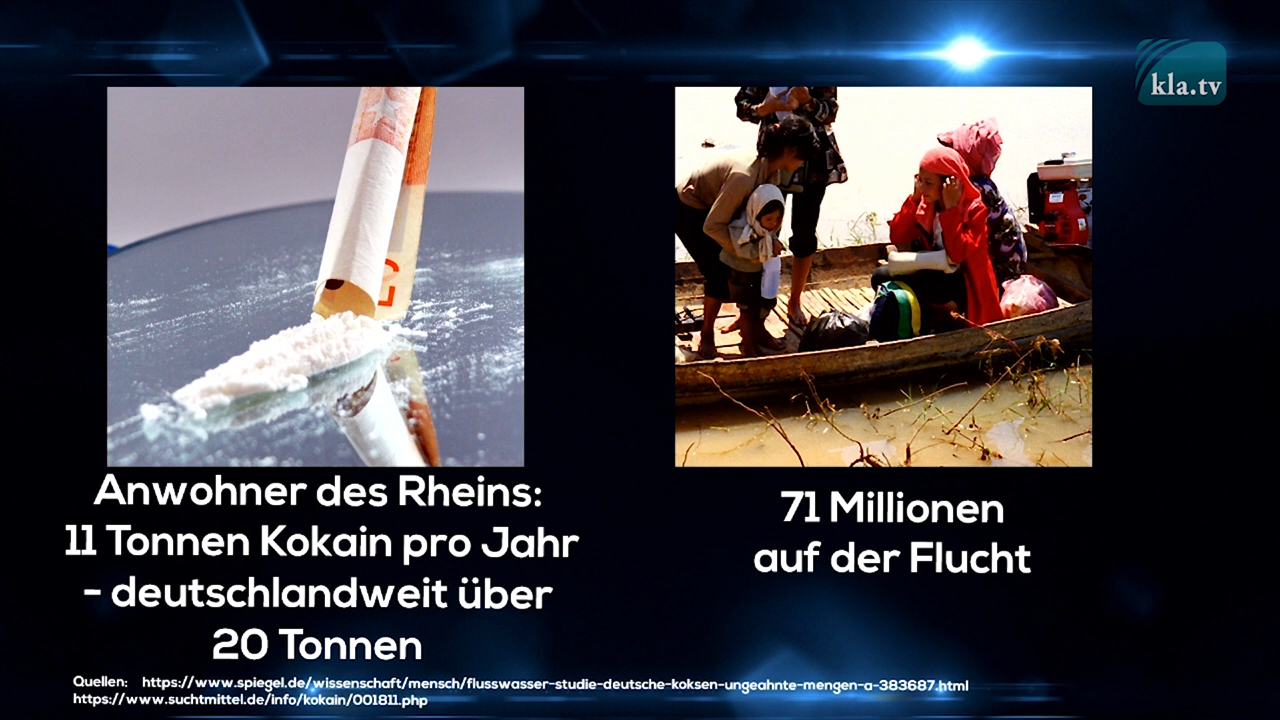 kla.tv
Anwohner des Rheins:
11 Tonnen Kokain pro Jahr
- deutschlandweit über
20 Tonnen
71 Millionen
auf der Flucht
Quellen: https://www.spiegel.de/wissenschaft/mensch/flusswasser-studie-deutsche-koksen-ungeahnte-mengen-a-383687.html
https://www.suchtmittel.de/info/kokain/001811.php